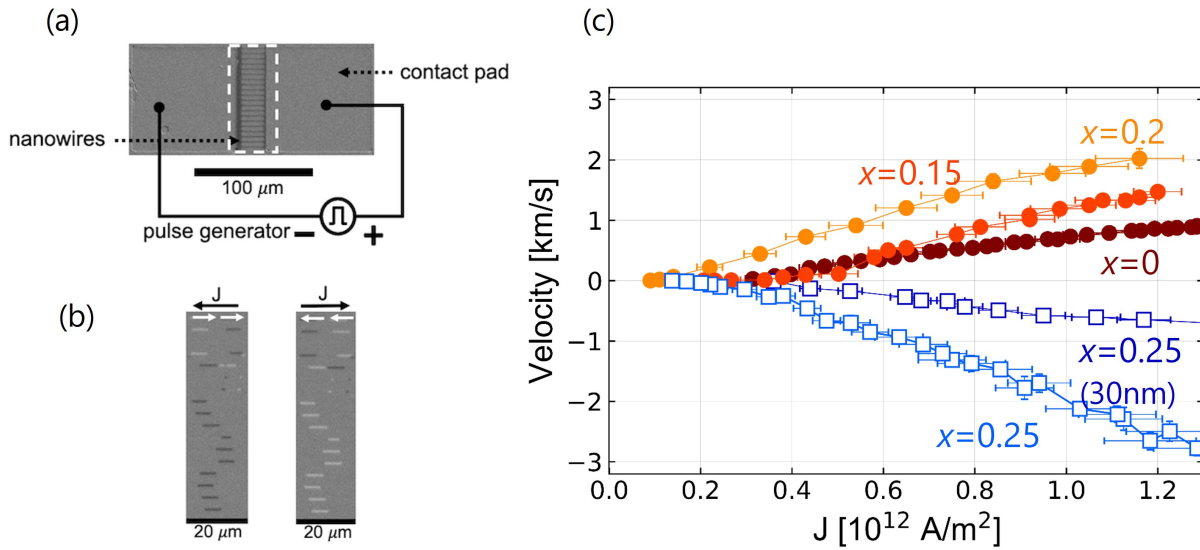 (a)
contact pad
nanowires
100 μm
pulse generator
−
+
(b)
J
J
20 μm
20 μm
(c)
Velocity [km/s]
3
2
1
0
−1
−2
−3
x=0.2
x=0.15
x=0
x=0.25
(30nm)
x=0.25
0.0 0.2 0.4 0.6 0.8 1.0 1.2
J [10¹² A/m²]